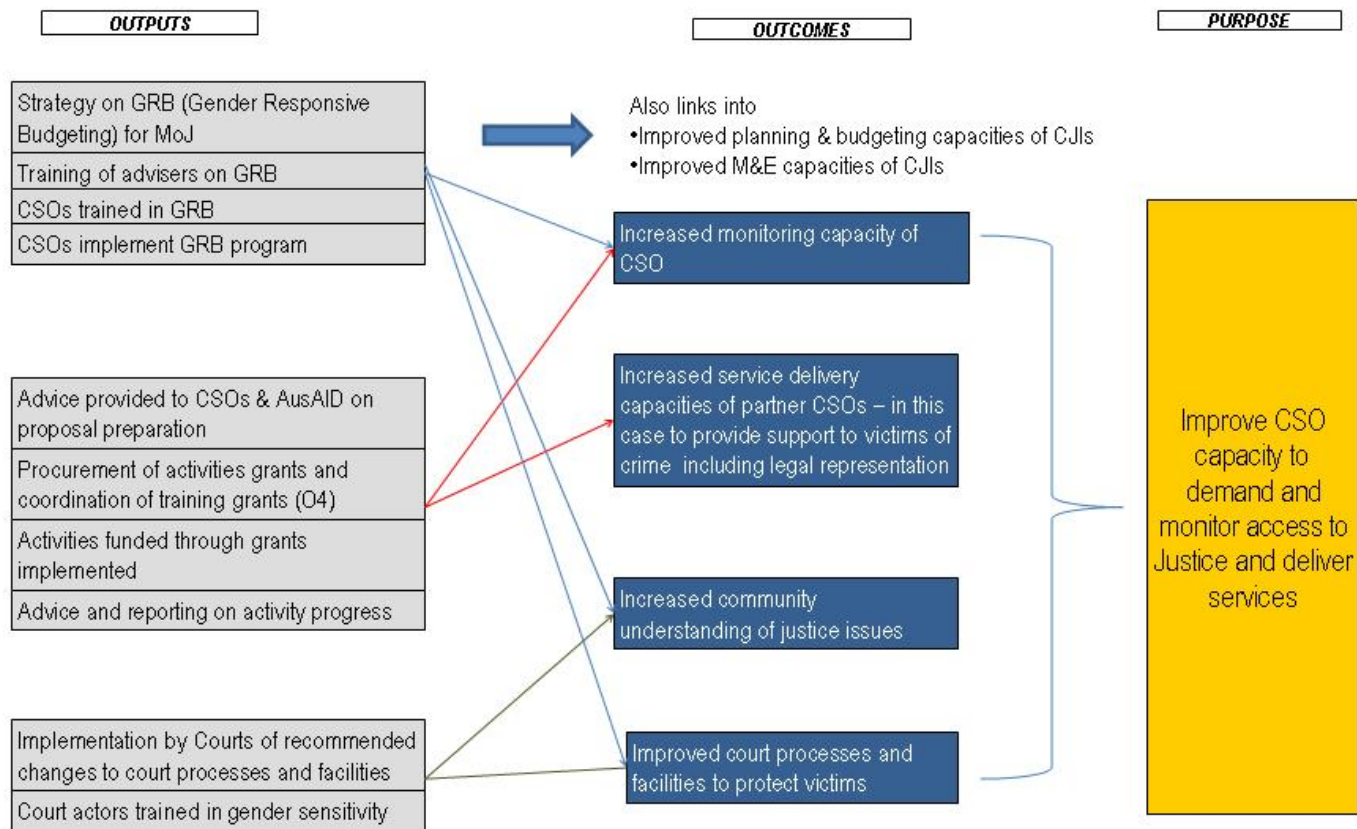 OUTPUTS
OUTCOMES
PURPOSE
Strategy on GRB (Gender Responsive
Budgeting) for MoJ
Training of advisers on GRB
CSOs trained in GRB
CSOs implement GRB program
Also links into
•Improved planning & budgeting capacities of CJIs
•Improved M&E capacities of CJIs
Increased monitoring capacity of
CSO
Advice provided to CSOs & AusAID on
proposal preparation
Procurement of activities grants and
coordination of training grants (O4)
Activities funded through grants
implemented
Advice and reporting on activity progress
Increased service delivery
capacities of partner CSOs – in this
case to provide support to victims of
crime including legal representation
Increased community
understanding of justice issues
Implementation by Courts of recommended
changes to court processes and facilities
Court actors trained in gender sensitivity
Improved court processes and
facilities to protect victims
Improve CSO
capacity to
demand and
monitor access to
Justice and deliver
services